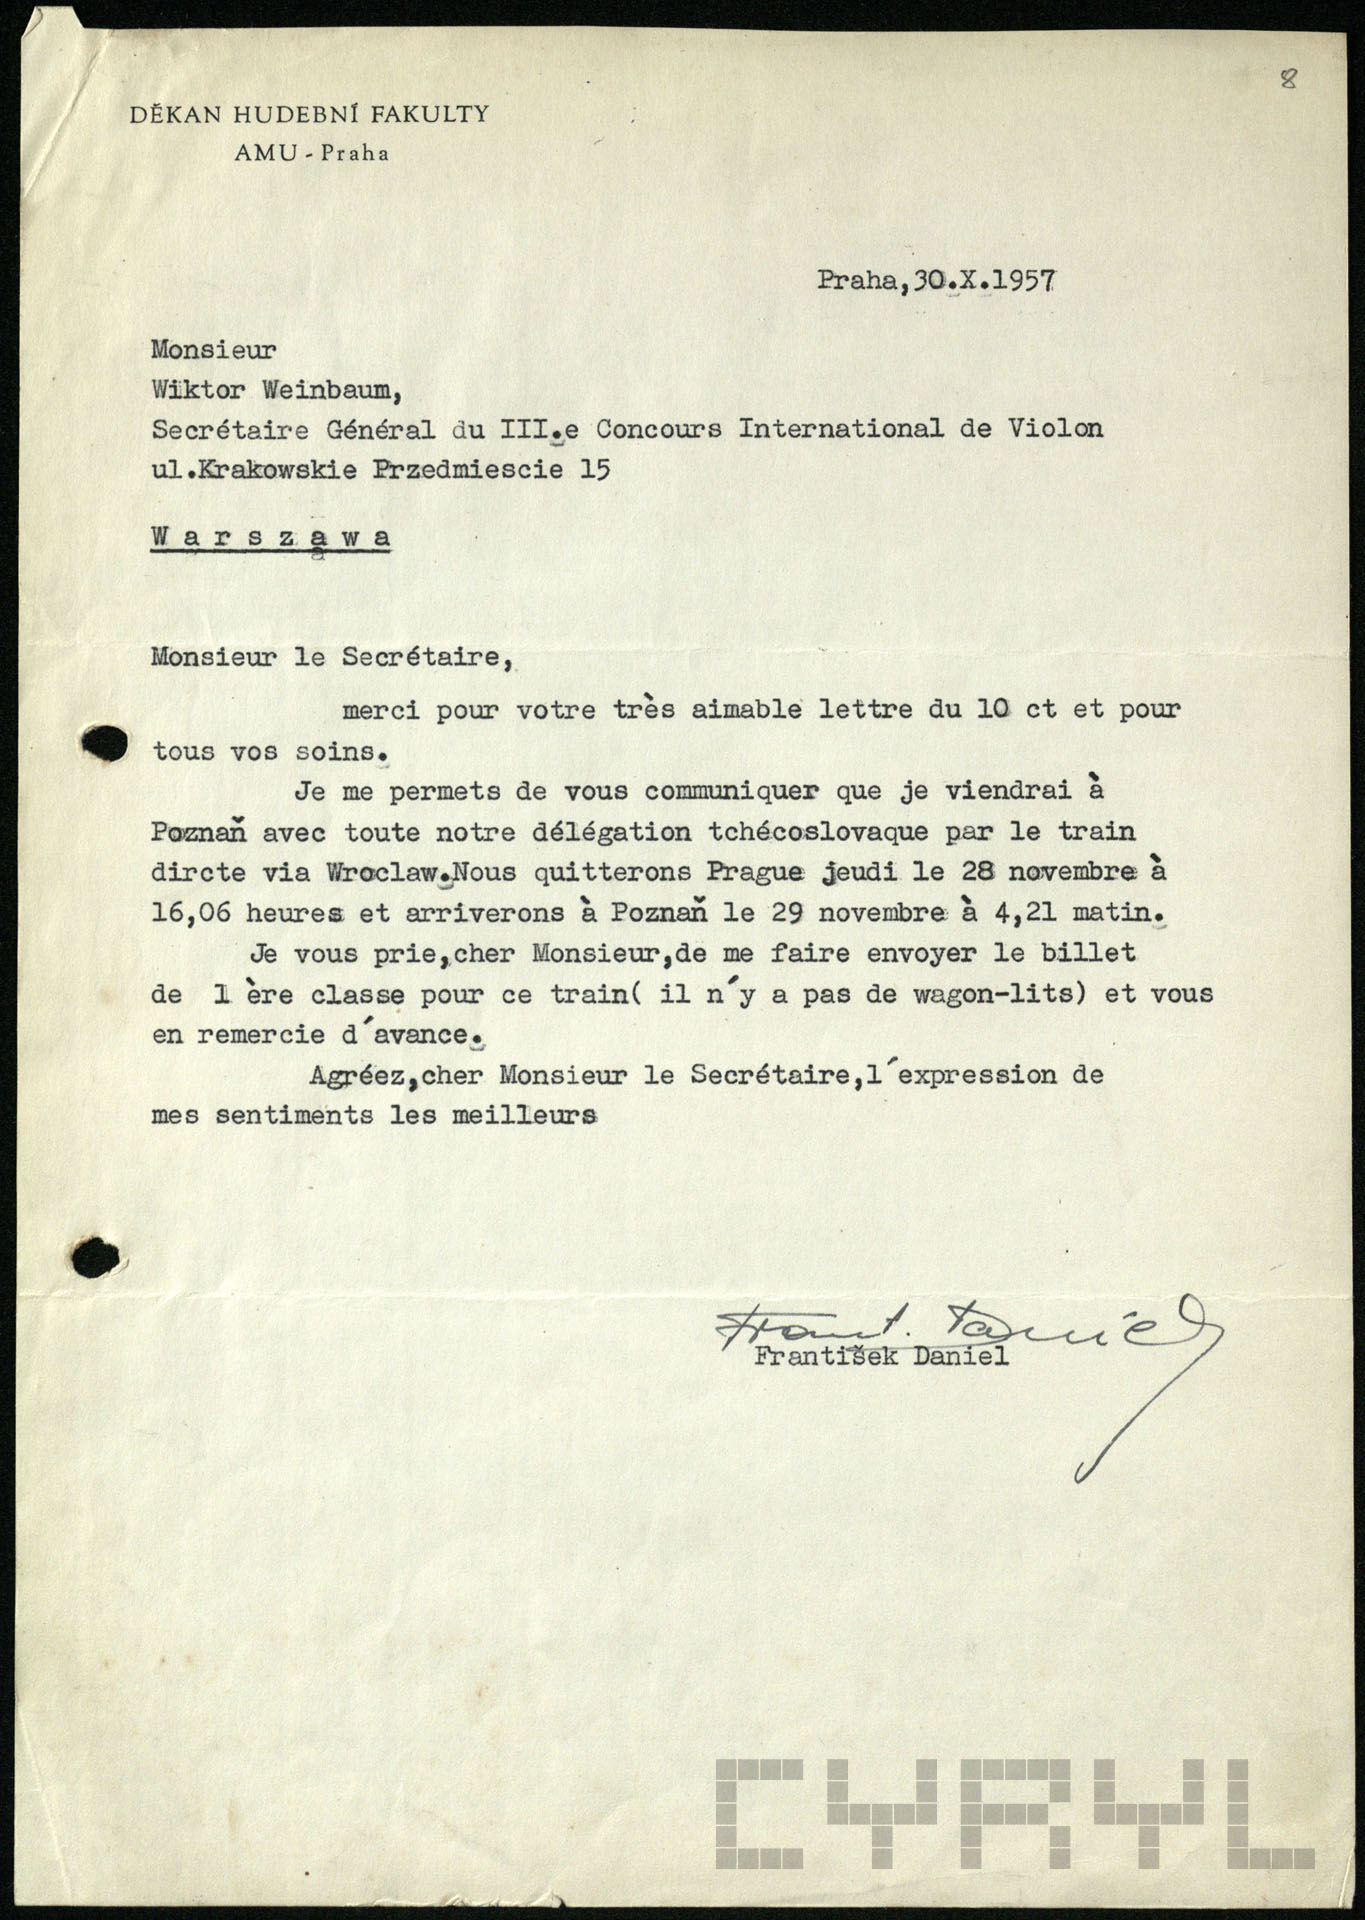 8
DĚKAN HUDEBNÍ FAKULTY
AMU - Praha
Praha,30.X.1957
Monsieur
Wiktor Weinbaum,
Secrétaire Général du III.e Concours International de Violon
ul.Krakowskie Przedmiescie 15
W a r s z a w a
Monsieur le Secrétaire,
merci pour votre très aimable lettre du 10 ct et pour
tous vos soins.
Je me permets de vous communiquer que je viendrai à
Poznaň avec toute notre délégation tchécoslovaque par le train
dircte via Wroclaw.Nous quitterons Prague jeudi le 28 novembre à
16,06 heures et arriverons à Poznaň le 29 novembre à 4,21 matin.
Je vous prie,cher Monsieur,de me faire envoyer le billet
de 1 ère classe pour ce train( il n´y a pas de wagon-lits) et vous
en remercie d´avance.
Agréez,cher Monsieur le Secrétaire,l´expression de
mes sentiments les meilleurs
Frant. Daniel
František Daniel
CYRYL